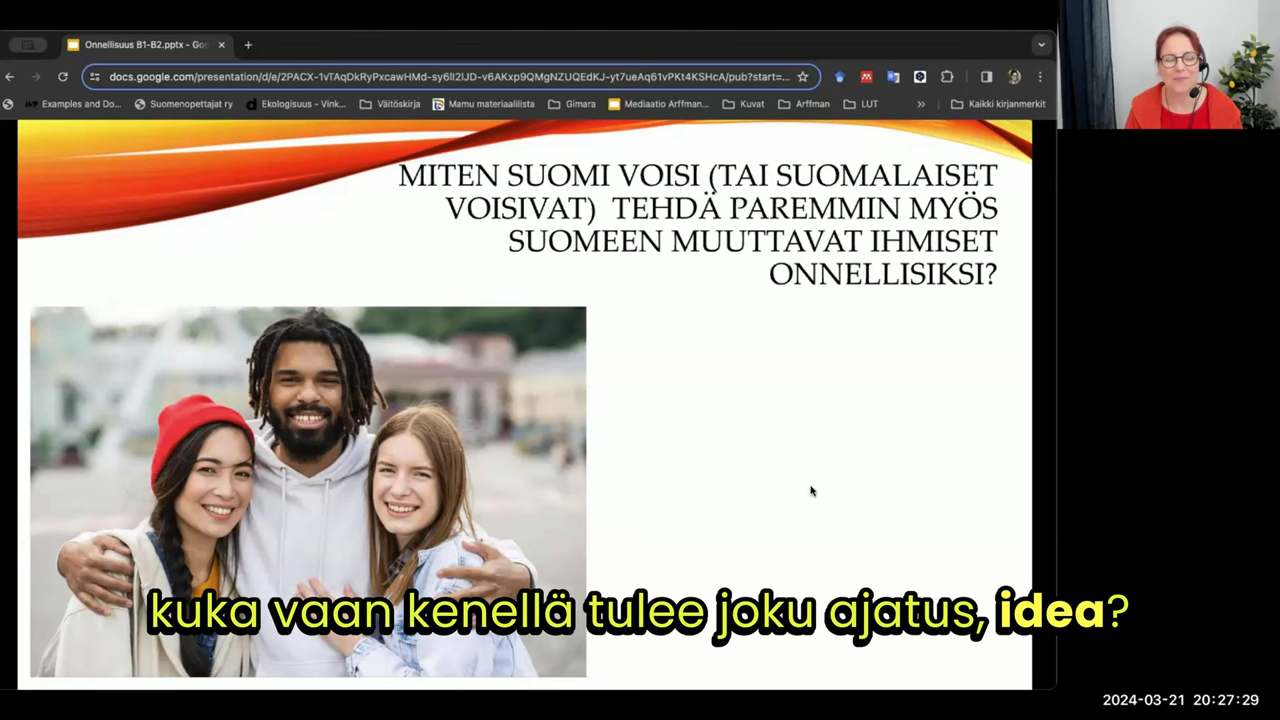 Onnellisuus B1-B2.pptx - Goo
docs.google.com/presentation/d/e/2PACX-1vTAqDkRyPxcawHMd-sy6II2IJD-v6AKxp9QMgNZUQEdKJ-yt7ueAq61vPKt4KSHcA/pub?start=...
Examples and Do... Suomenopettajat ry Ekologisuus - Vink... Väitöskirja Mamu materiaalilista Gimara Mediaatio Arffman... Kuvat Arffman LUT » Kaikki kirjanmerkit
MITEN SUOMI VOISI (TAI SUOMALAISET
VOISIVAT) TEHDÄ PAREMMIN MYÖS
SUOMEEN MUUTTAVAT IHMISET
ONNELLISIKSI?
kuka vaan kenellä tulee joku ajatus, idea?
2024-03-21 20:27:29